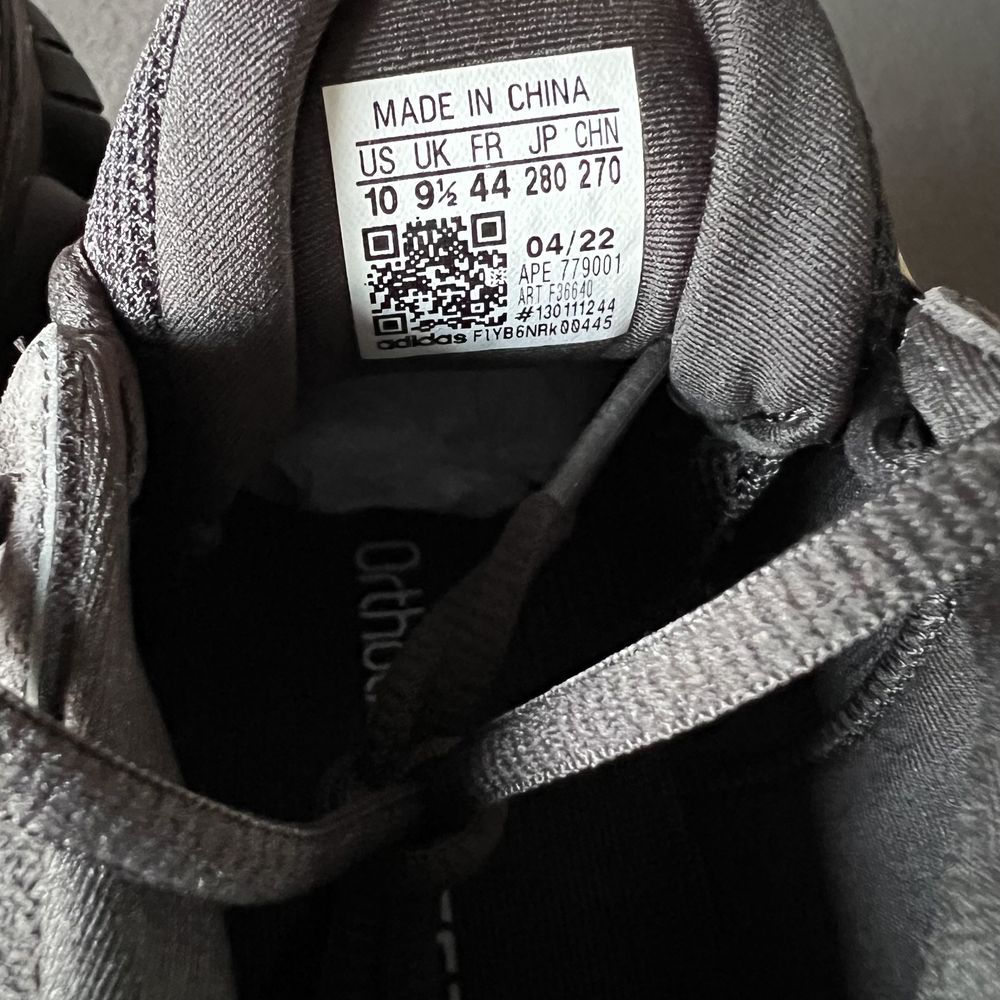 MADE IN CHINA
US UK FR JP CHN
10 9½ 44 280 270
04/22
APE 779001
ART F36640
#130111244
adidas F1YB6NRk00445